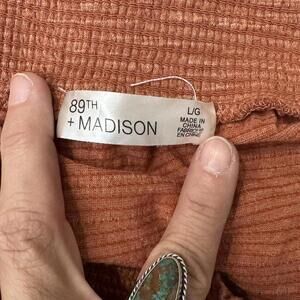 89TH
+ MADISON
L/G
MADE IN
CHINA
FABRIQUÉ
EN CHINE